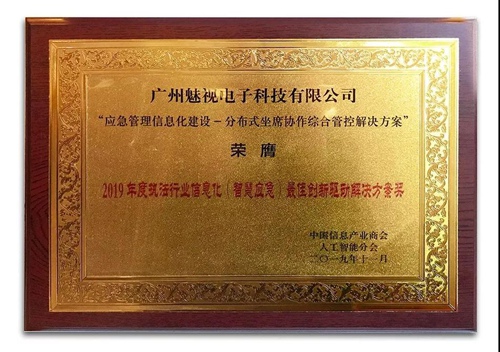 广州魅视电子科技有限公司
“应急管理信息化建设－分布式坐席协作综合管控解决方案”
荣膺
2019年度政法行业信息化（智慧应急）最佳创新驱动解决方案奖
中国信息产业商会
人工智能分会
二〇一九年十一月